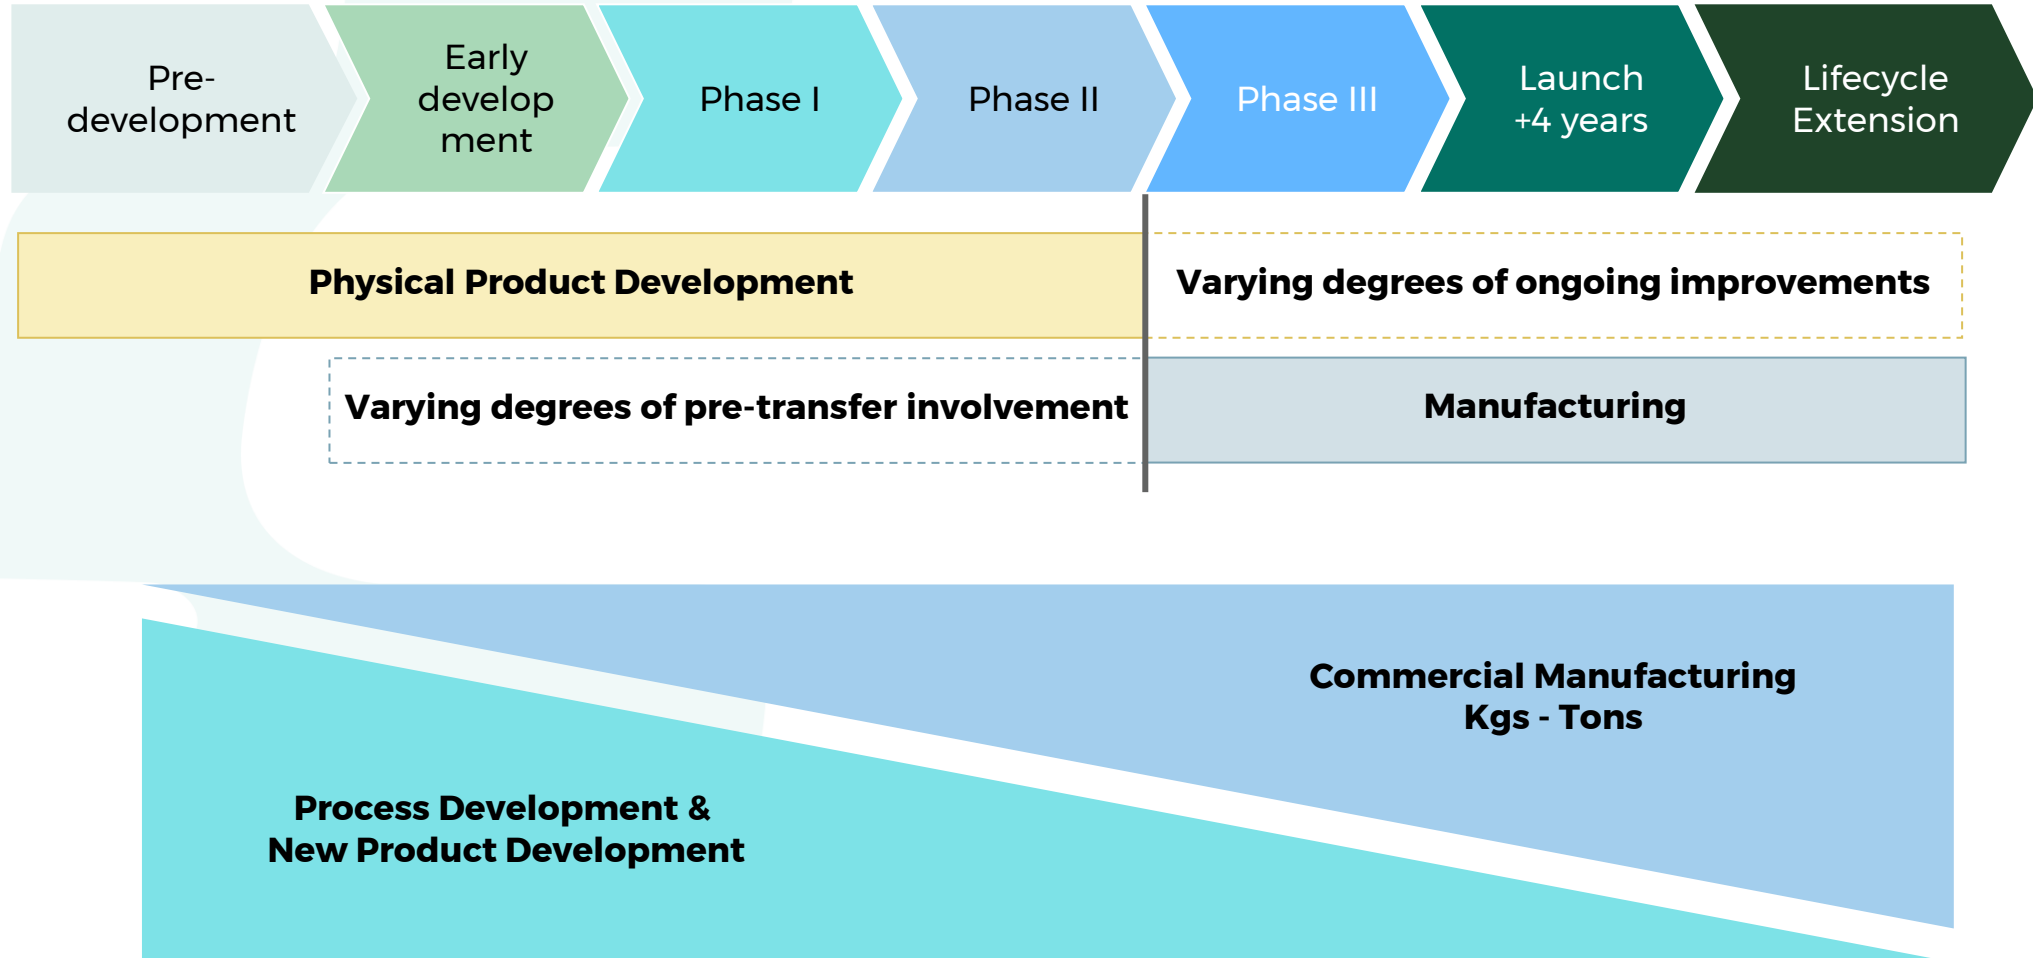 Pre-
development
Early
develop
ment
Phase I
Phase II
Phase III
Launch
+4 years
Lifecycle
Extension
Physical Product Development
Varying degrees of ongoing improvements
Varying degrees of pre-transfer involvement
Manufacturing
Commercial Manufacturing
Kgs - Tons
Process Development &
New Product Development